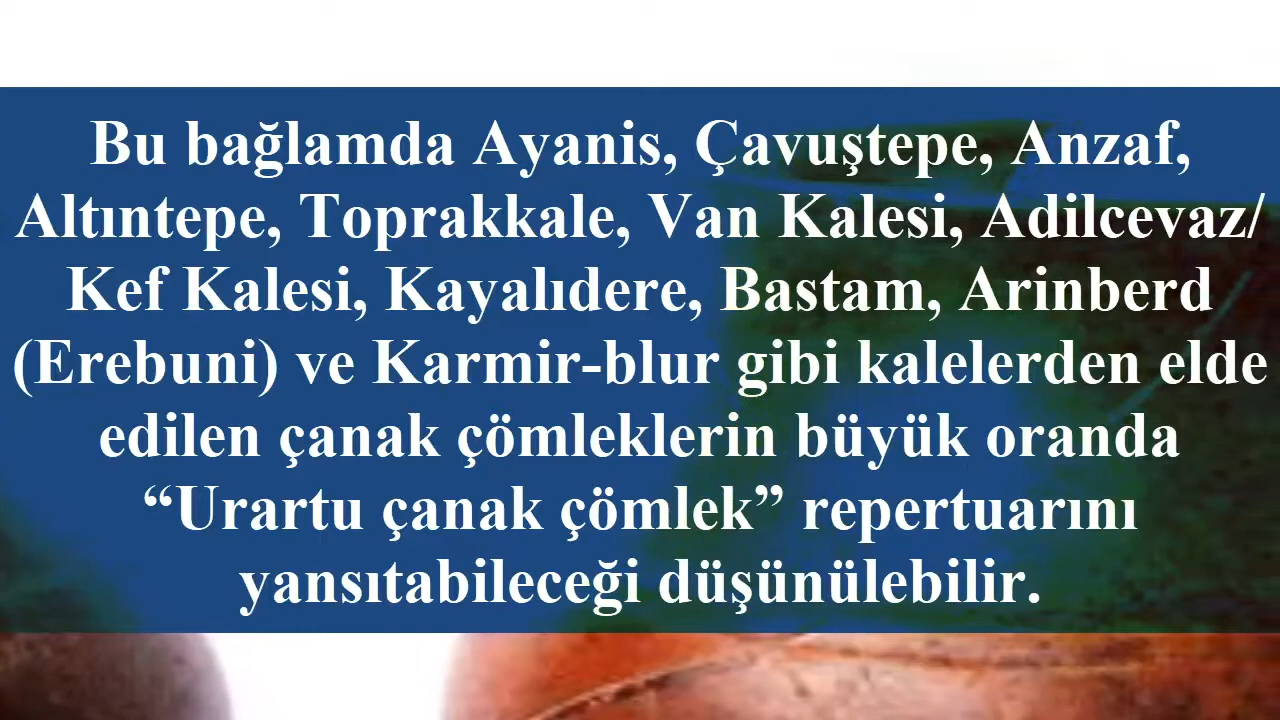 Bu bağlamda Ayanis, Çavuştepe, Anzaf,
Altıntepe, Toprakkale, Van Kalesi, Adilcevaz/
Kef Kalesi, Kayalıdere, Bastam, Arinberd
(Erebuni) ve Karmir-blur gibi kalelerden elde
edilen çanak çömleklerin büyük oranda
“Urartu çanak çömlek” repertuarını
yansıtabileceği düşünülebilir.